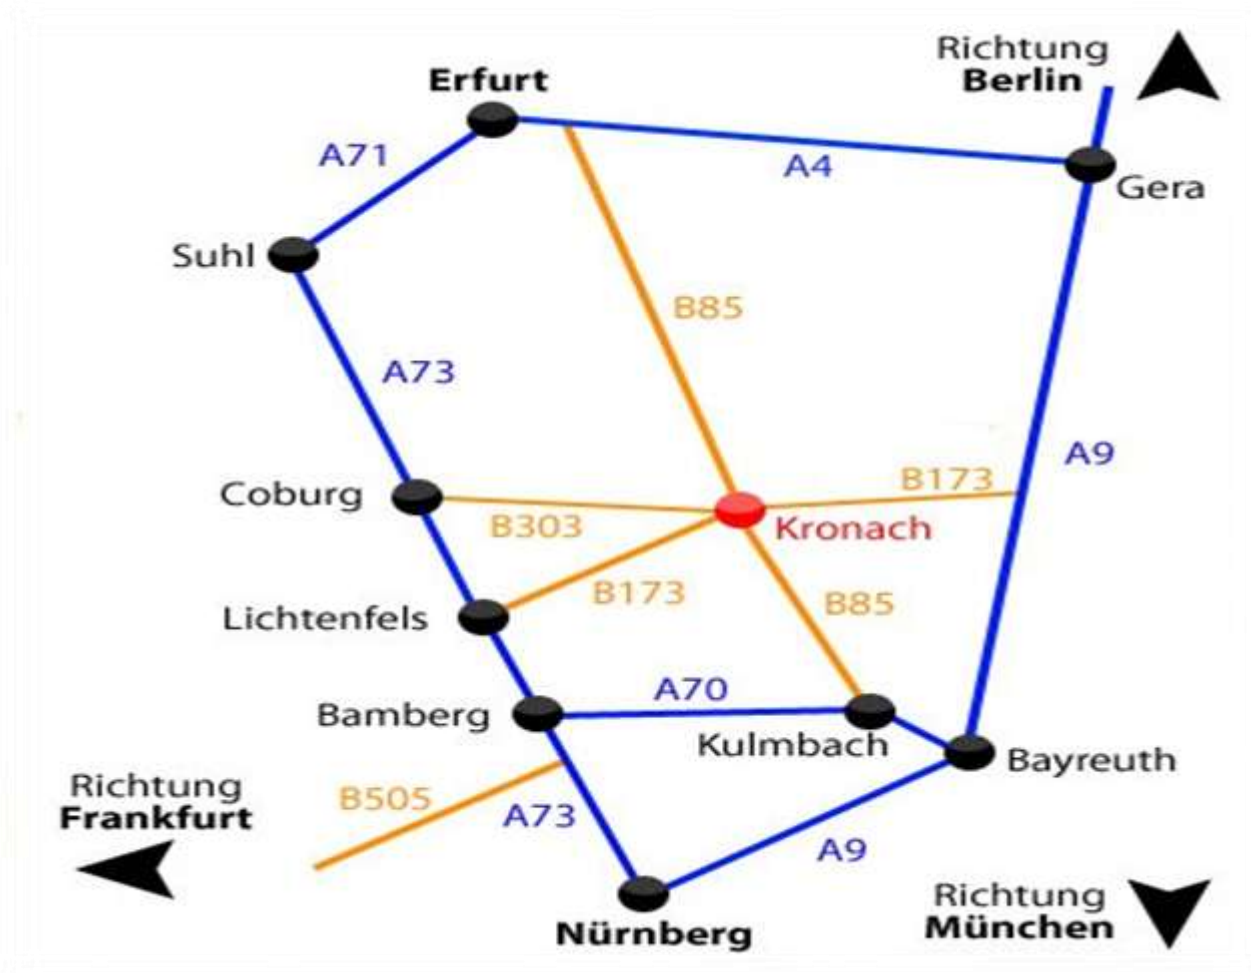 Richtung
Berlin
Erfurt
A71
A4
Gera
Suhl
B85
A73
A9
B173
Coburg
B303
Kronach
B173
B85
Lichtenfels
A70
Bamberg
Kulmbach
Bayreuth
Richtung
Frankfurt
B505
A73
A9
Richtung
München
Nürnberg